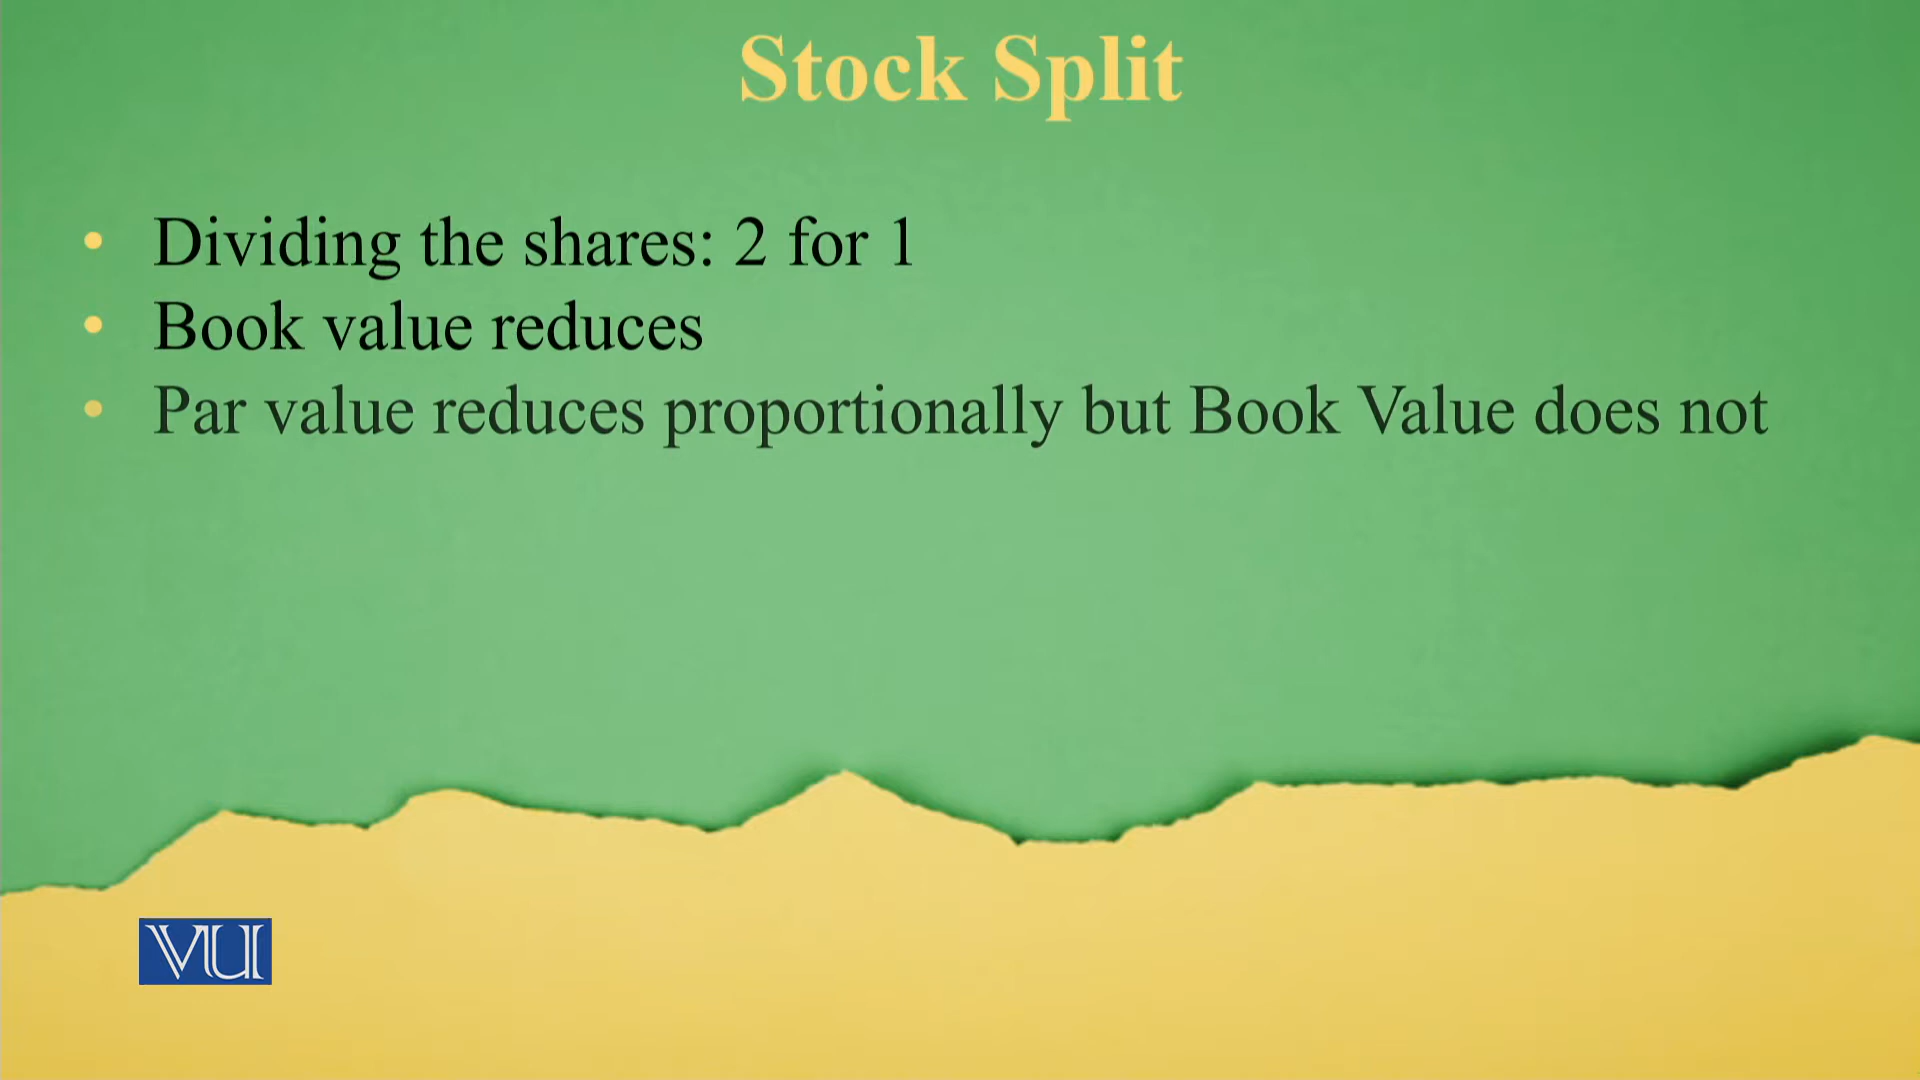 Stock Split
• Dividing the shares: 2 for 1
• Book value reduces
• Par value reduces proportionally but Book Value does not
VU